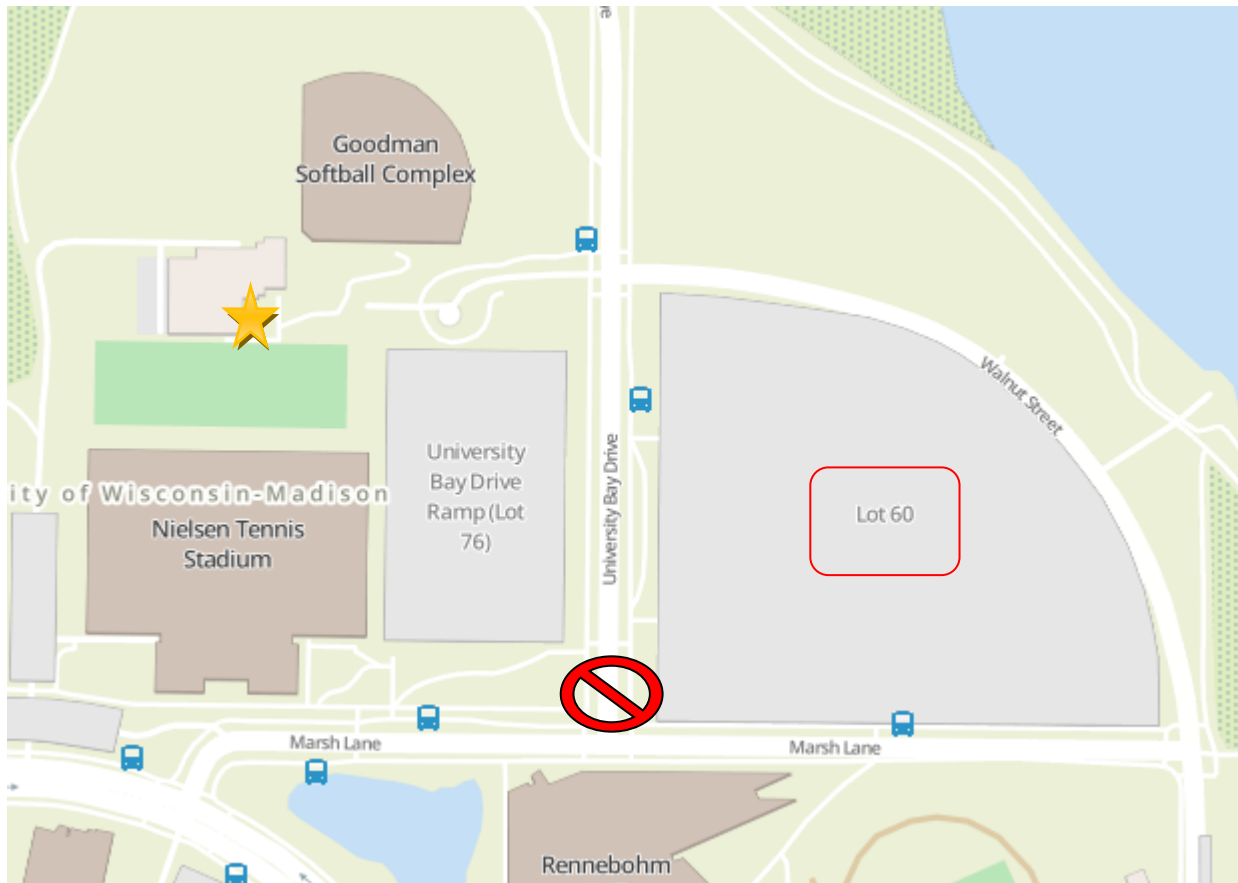 ve
Goodman
Softball Complex
Walnut Street
University
Bay Drive
Ramp (Lot
76)
University Bay Drive
ity of Wisconsin-Madison
Lot 60
Nielsen Tennis
Stadium
Marsh Lane
Marsh Lane
Rennebohm